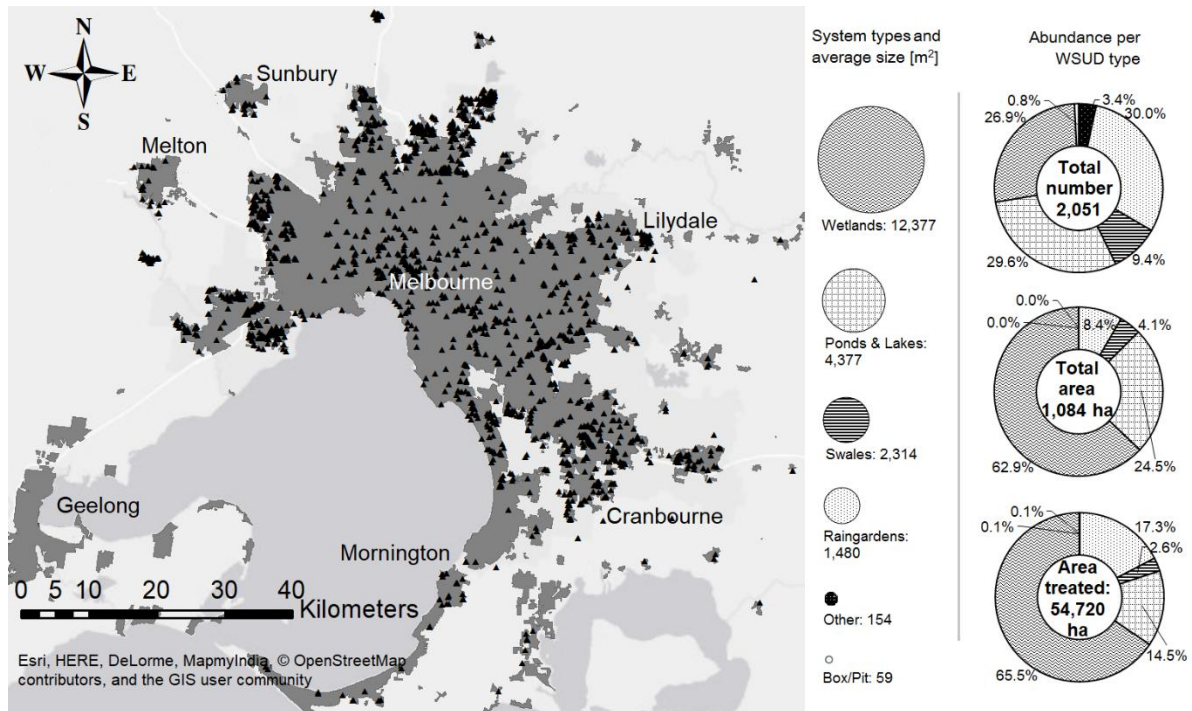 N
W E
S
Sunbury
Melton
Lilydale
Melbourne
Geelong
Cranbourne
Mornington
0 5 10 20 30 40
Kilometers
Esri, HERE, DeLorme, MapmyIndia, © OpenStreetMap
contributors, and the GIS user community
System types and
average size [m²]
Wetlands: 12,377
Ponds & Lakes:
4,377
Swales: 2,314
Raingardens:
1,480
Other: 154
Box/Pit: 59
Abundance per
WSUD type
0.8% 3.4%
26.9% 30.0%
Total
number
2,051
29.6% 9.4%
0.0%
0.0% 8.4% 4.1%
Total
area
1,084 ha
62.9% 24.5%
0.1%
0.1% 17.3%
2.6%
Area
treated:
54,720
ha
14.5%
65.5%